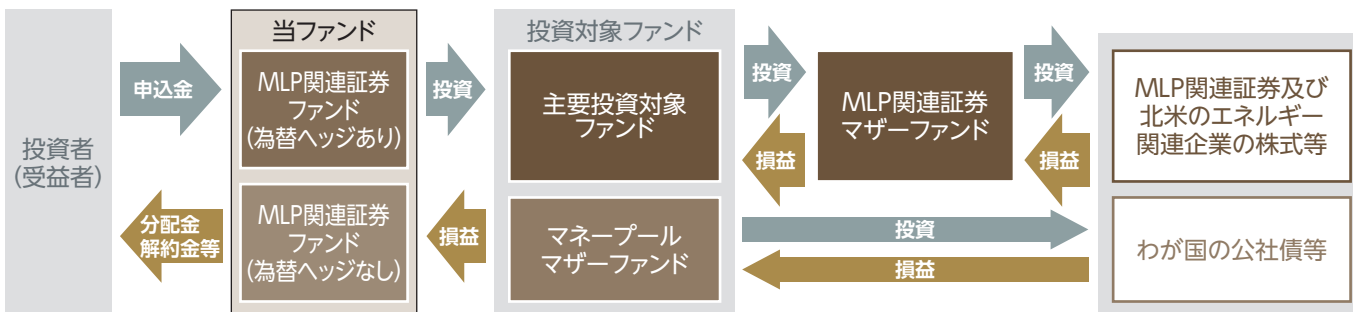 投資者
(受益者)
申込金
分配金
解約金等
当ファンド
MLP関連証券
ファンド
(為替ヘッジあり)
MLP関連証券
ファンド
(為替ヘッジなし)
投資
損益
投資対象ファンド
主要投資対象
ファンド
マネープール
マザーファンド
投資
損益
MLP関連証券
マザーファンド
投資
損益
投資
損益
MLP関連証券及び
北米のエネルギー
関連企業の株式等
わが国の公社債等